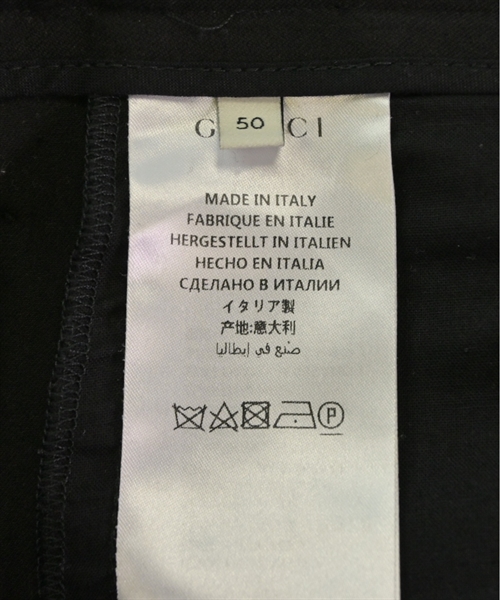 G CI
50
MADE IN ITALY
FABRIQUE EN ITALIE
HERGESTELLT IN ITALIEN
HECHO EN ITALIA
СДЕЛАНО В ИТАЛИИ
イタリア製
产地:意大利
صنع في إيطاليا
P